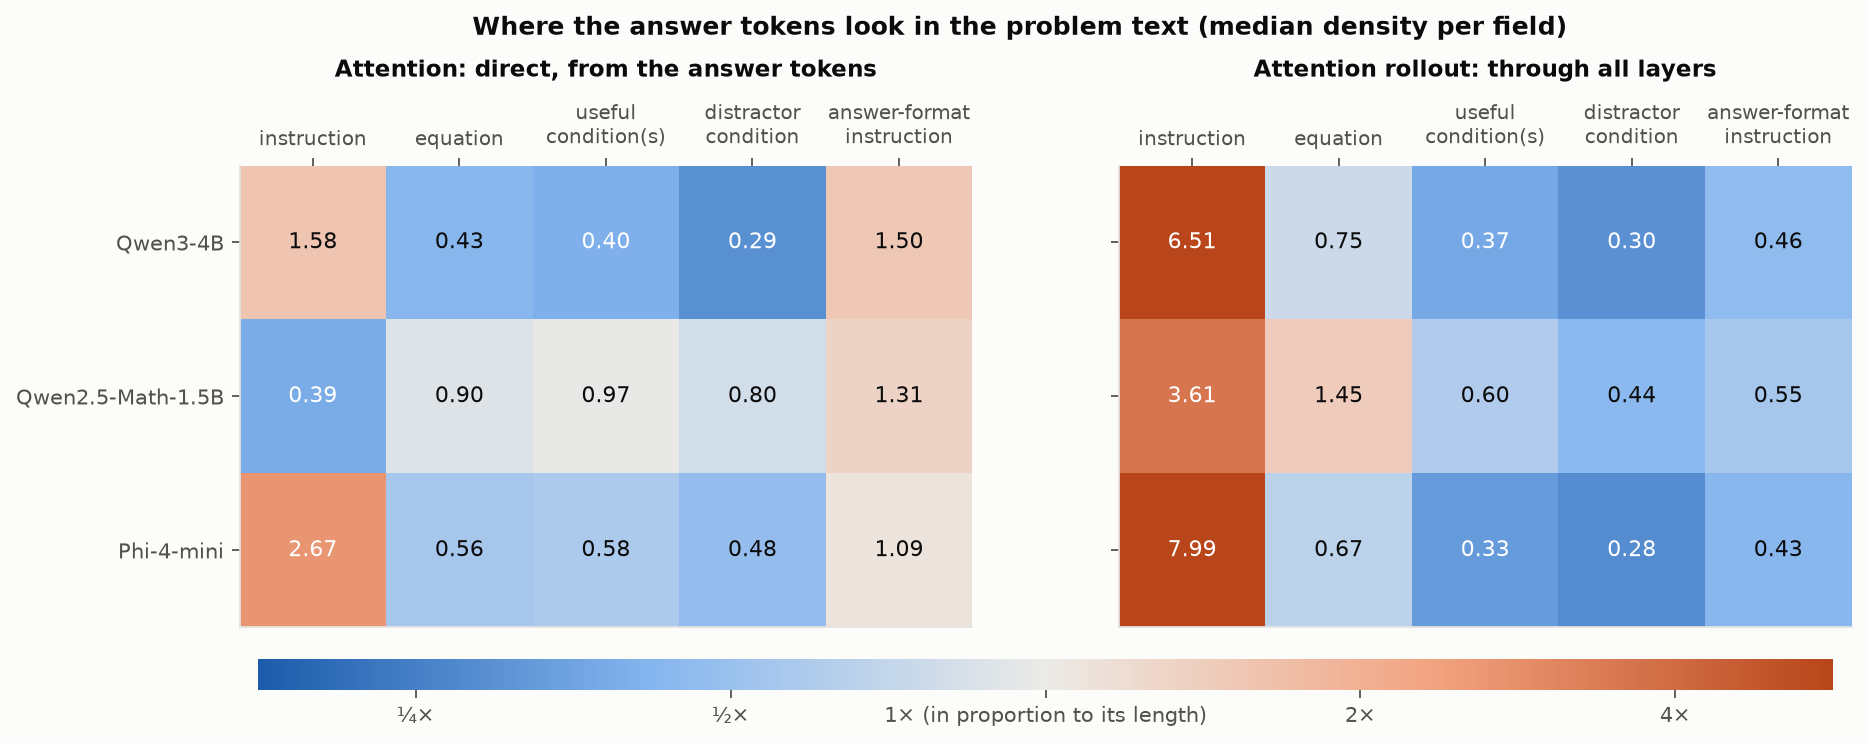 Where the answer tokens look in the problem text (median density per field)
Attention: direct, from the answer tokens
instruction
equation
useful
condition(s)
distractor
condition
answer-format
instruction
Qwen3-4B
1.58
0.43
0.40
0.29
1.50
Qwen2.5-Math-1.5B
0.39
0.90
0.97
0.80
1.31
Phi-4-mini
2.67
0.56
0.58
0.48
1.09
Attention rollout: through all layers
instruction
equation
useful
condition(s)
distractor
condition
answer-format
instruction
6.51
0.75
0.37
0.30
0.46
3.61
1.45
0.60
0.44
0.55
7.99
0.67
0.33
0.28
0.43
¼×
½×
1× (in proportion to its length)
2×
4×